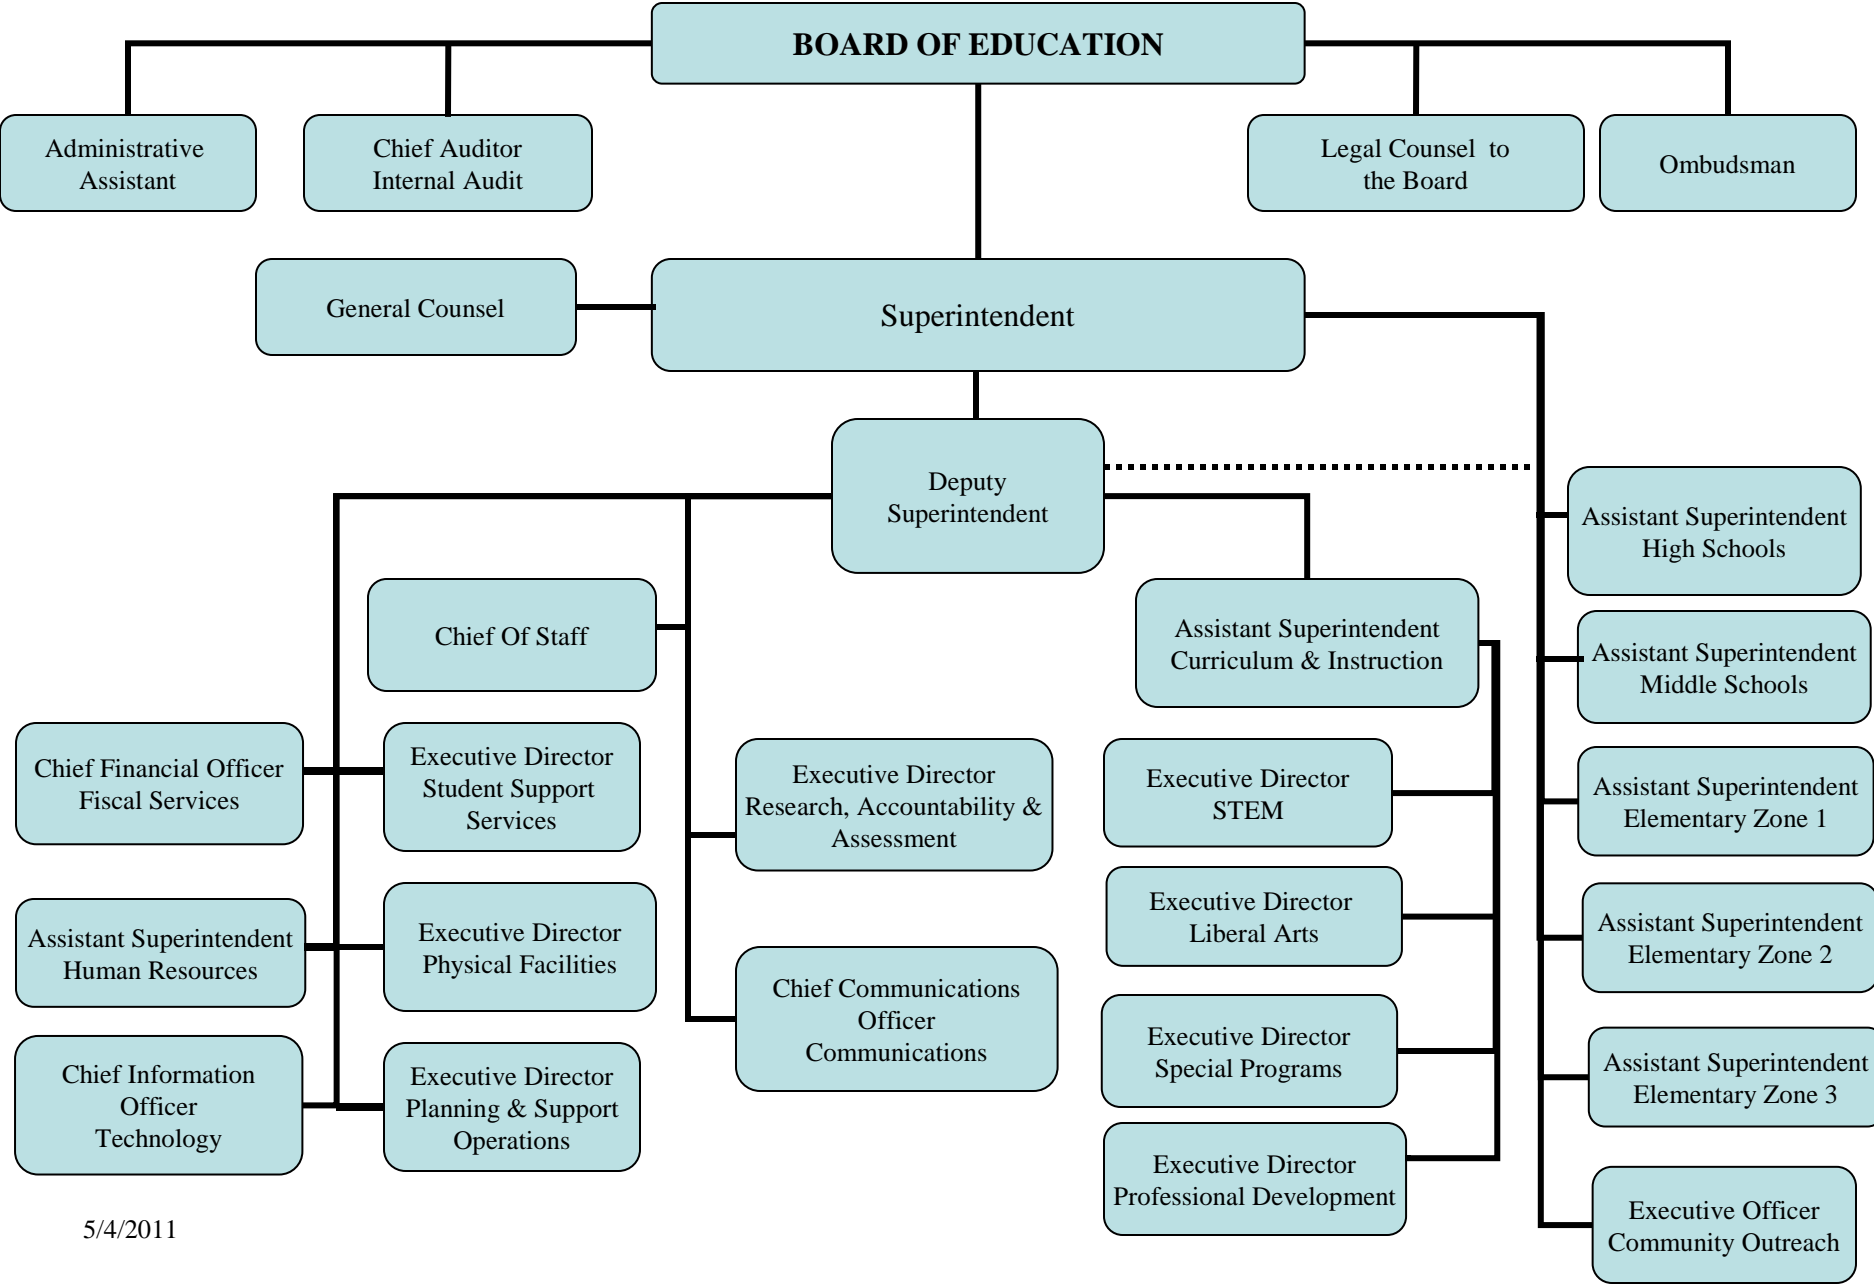 BOARD OF EDUCATION
Administrative
Assistant
Chief Auditor
Internal Audit
Legal Counsel to
the Board
Ombudsman
General Counsel
Superintendent
Deputy
Superintendent
Assistant Superintendent
High Schools
Chief Of Staff
Assistant Superintendent
Curriculum & Instruction
Assistant Superintendent
Middle Schools
Chief Financial Officer
Fiscal Services
Executive Director
Student Support
Services
Executive Director
Research, Accountability &
Assessment
Executive Director
STEM
Assistant Superintendent
Elementary Zone 1
Assistant Superintendent
Human Resources
Executive Director
Physical Facilities
Executive Director
Liberal Arts
Assistant Superintendent
Elementary Zone 2
Chief Communications
Officer
Communications
Executive Director
Special Programs
Assistant Superintendent
Elementary Zone 3
Chief Information
Officer
Technology
Executive Director
Planning & Support
Operations
Executive Director
Professional Development
Executive Officer
Community Outreach
5/4/2011